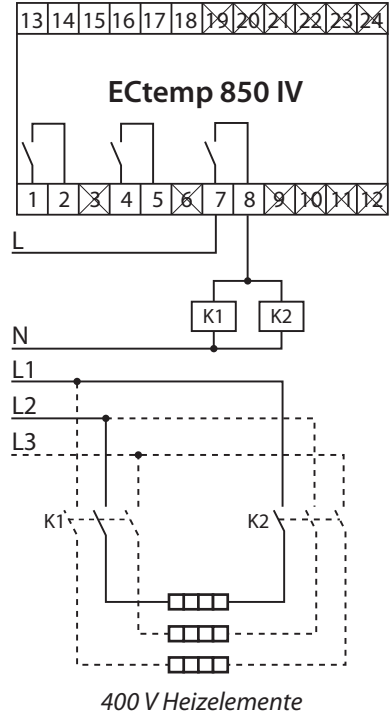 13 14 15 16 17 18 19 20 21 22 23 24
ECtemp 850 IV
1 2 3 4 5 6 7 8 9 10 11 12
L
K1 K2
N
L1
L2
L3
K1 K2
400 V Heizelemente